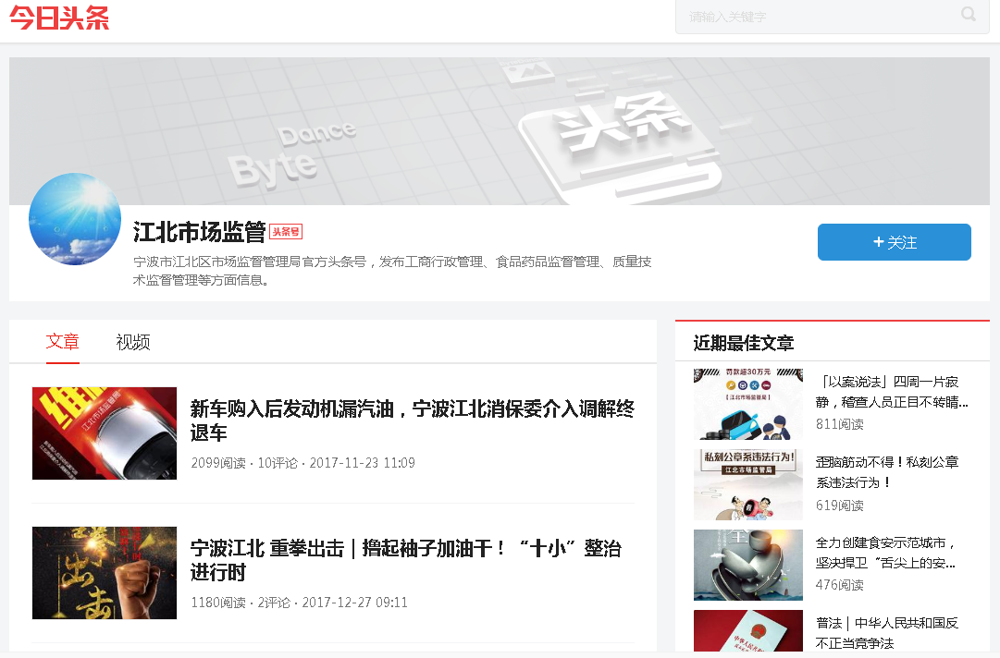 今日头条
请输入关键字
Dance
Byte
头条
江北市场监管 头条号
宁波市江北区市场监督管理局官方头条号，发布工商行政管理、食品药品监督管理、质量技
术监督管理等方面信息。
+ 关注
文章 视频
新车购入后发动机漏汽油，宁波江北消保委介入调解终
退车
2099阅读 · 10评论 · 2017-11-23 11:09
出击
宁波江北 重拳出击｜撸起袖子加油干！“十小”整治
进行时
1180阅读 · 2评论 · 2017-12-27 09:11
近期最佳文章
罚款超30万元
【江北市场监管局】
「以案说法」四周一片寂
静，稽查人员正目不转睛...
811阅读
私刻公章系违法行为！
江北市场监管局
歪脑筋动不得！私刻公章
系违法行为！
619阅读
全
全力创建食安示范城市，
坚决捍卫“舌尖上的安...
476阅读
中华人民共和国
普法｜中华人民共和国反
不正当竞争法